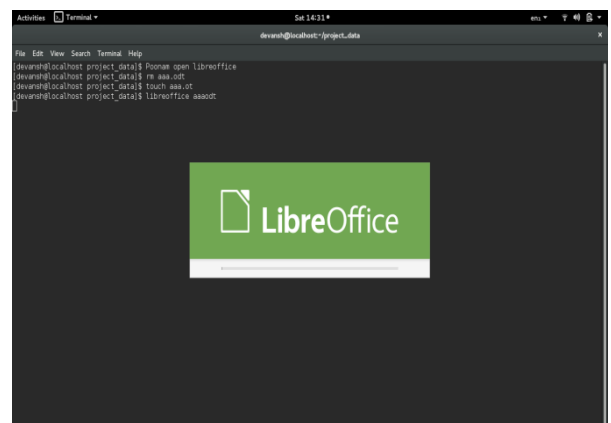 Activities Terminal Sat 14:31 en₂
devansh@localhost:~/project_data
File Edit View Search Terminal Help
[devansh@localhost project_data]$ Poonam open libreoffice
[devansh@localhost project_data]$ rm aaa.odt
[devansh@localhost project_data]$ touch aaa.ot
[devansh@localhost project_data]$ libreoffice aaaodt
LibreOffice